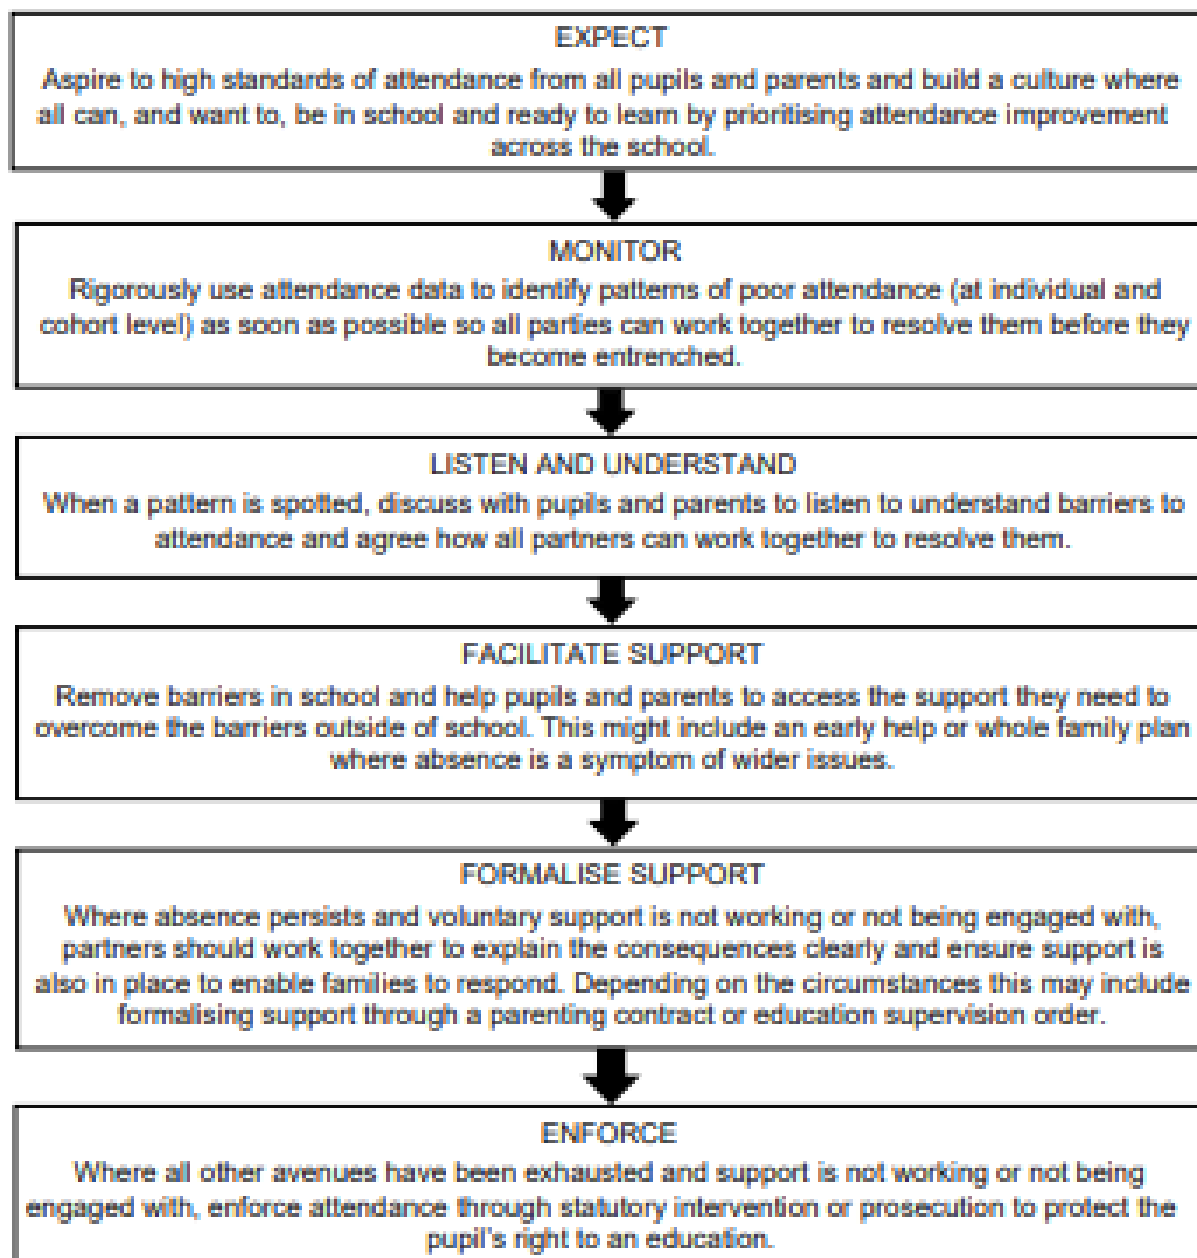 EXPECT
Aspire to high standards of attendance from all pupils and parents and build a culture where
all can, and want to, be in school and ready to learn by prioritising attendance improvement
across the school.
MONITOR
Rigorously use attendance data to identify patterns of poor attendance (at individual and
cohort level) as soon as possible so all parties can work together to resolve them before they
become entrenched.
LISTEN AND UNDERSTAND
When a pattern is spotted, discuss with pupils and parents to listen to understand barriers to
attendance and agree how all partners can work together to resolve them.
FACILITATE SUPPORT
Remove barriers in school and help pupils and parents to access the support they need to
overcome the barriers outside of school. This might include an early help or whole family plan
where absence is a symptom of wider issues.
FORMALISE SUPPORT
Where absence persists and voluntary support is not working or not being engaged with,
partners should work together to explain the consequences clearly and ensure support is
also in place to enable families to respond. Depending on the circumstances this may include
formalising support through a parenting contract or education supervision order.
ENFORCE
Where all other avenues have been exhausted and support is not working or not being
engaged with, enforce attendance through statutory intervention or prosecution to protect the
pupil's right to an education.